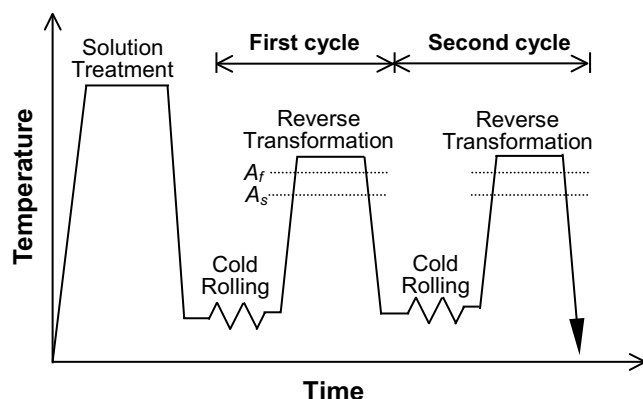 Solution
Treatment
First cycle
Second cycle
Reverse
Transformation
Reverse
Transformation
Af
As
Cold
Rolling
Cold
Rolling
Temperature
Time